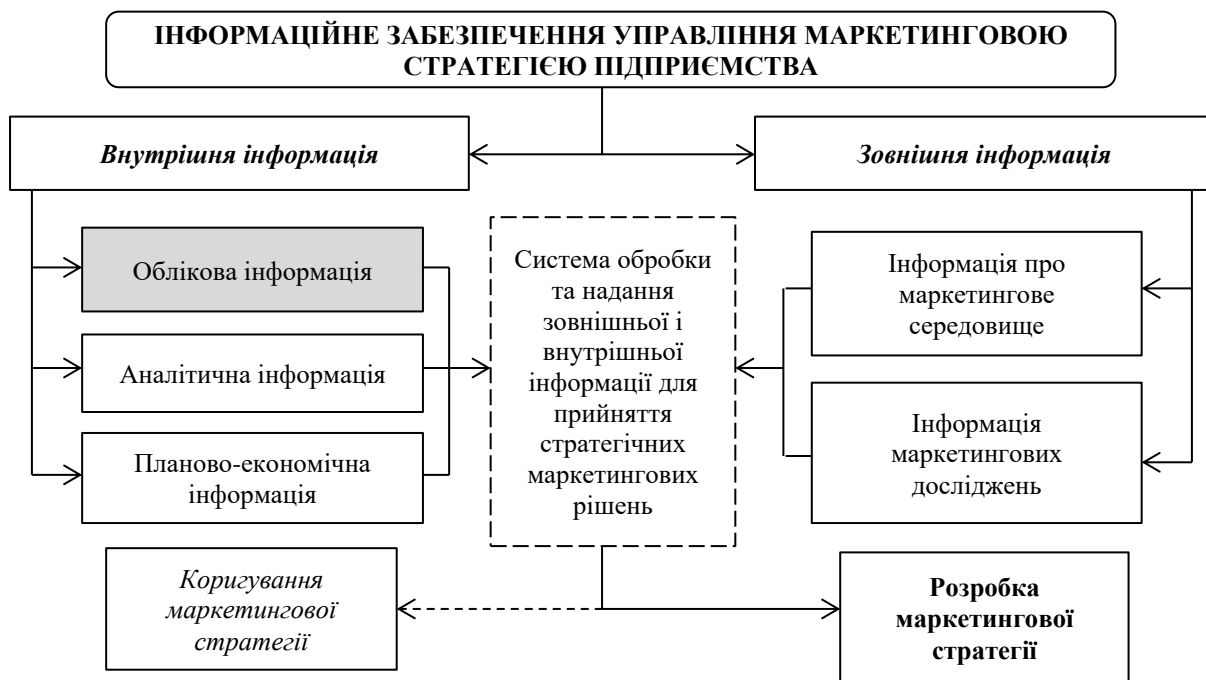 ІНФОРМАЦІЙНЕ ЗАБЕЗПЕЧЕННЯ УПРАВЛІННЯ МАРКЕТИНГОВОЮ
СТРАТЕГІЄЮ ПІДПРИЄМСТВА
Внутрішня інформація
Зовнішня інформація
Облікова інформація
Аналітична інформація
Планово-економічна
інформація
Система обробки
та надання
зовнішньої і
внутрішньої
інформації для
прийняття
стратегічних
маркетингових
рішень
Інформація про
маркетингове
середовище
Інформація
маркетингових
досліджень
Коригування
маркетингової
стратегії
Розробка
маркетингової
стратегії